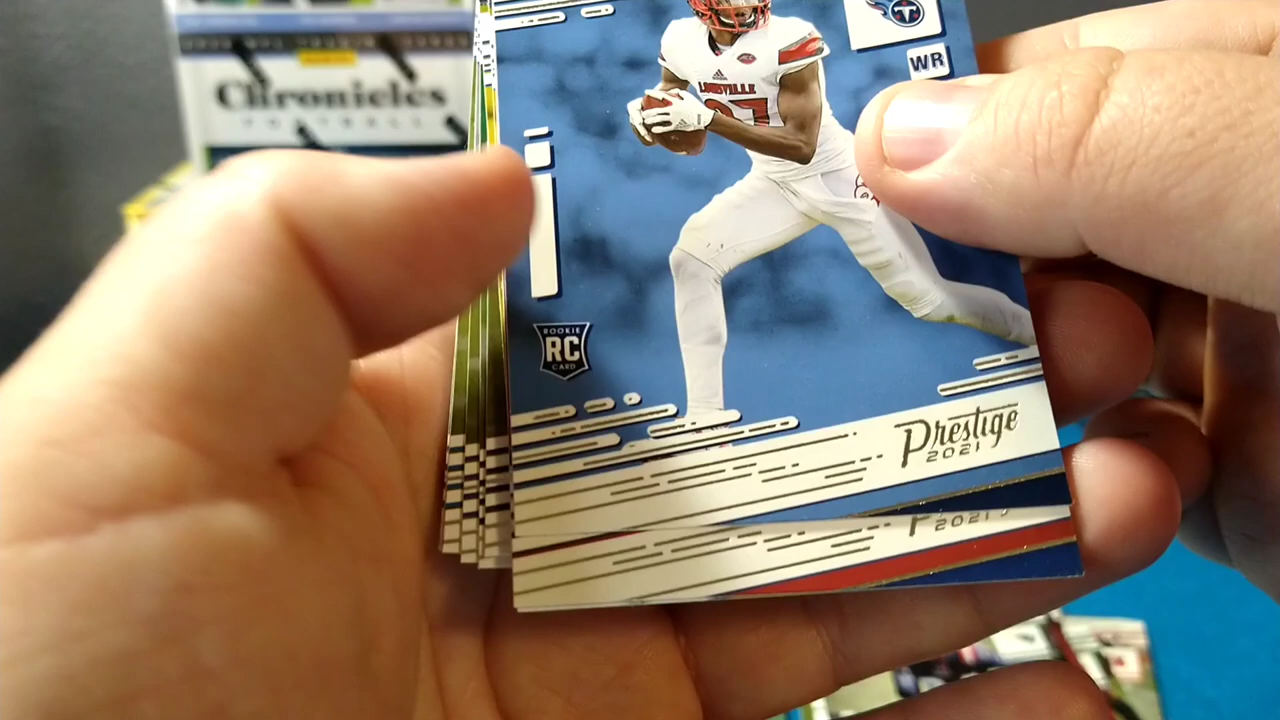 Chronicles
FOOTBALL
WR
LOUISVILLE
ROOKIE
RC
CARD
Prestige
2021
2021